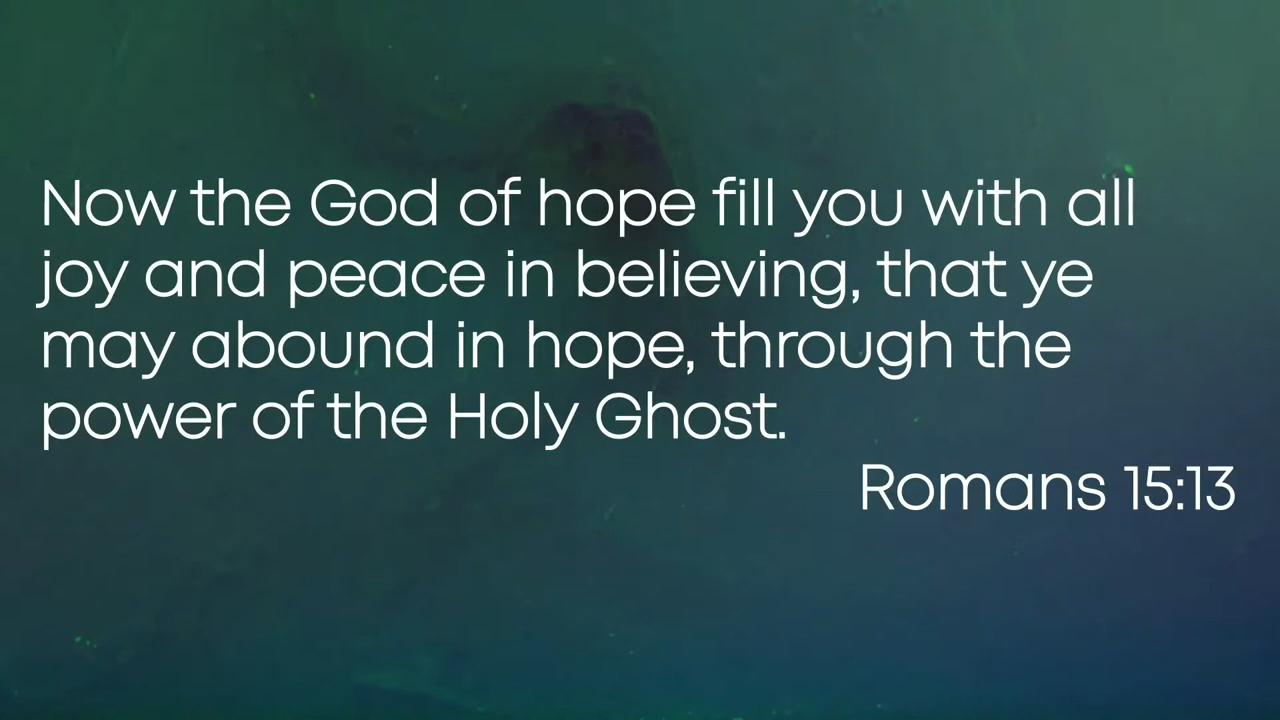 Now the God of hope fill you with all
joy and peace in believing, that ye
may abound in hope, through the
power of the Holy Ghost.
Romans 15:13